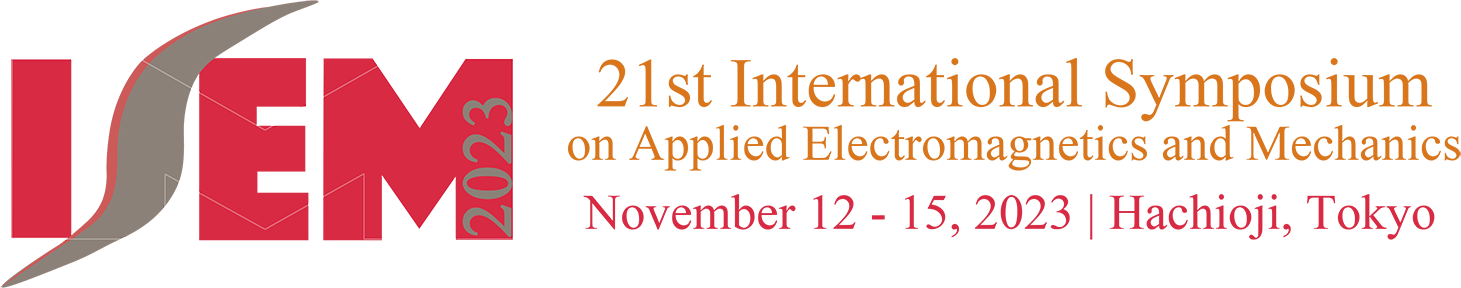 ISEM
2023
21st International Symposium
on Applied Electromagnetics and Mechanics
November 12 - 15, 2023 | Hachioji, Tokyo